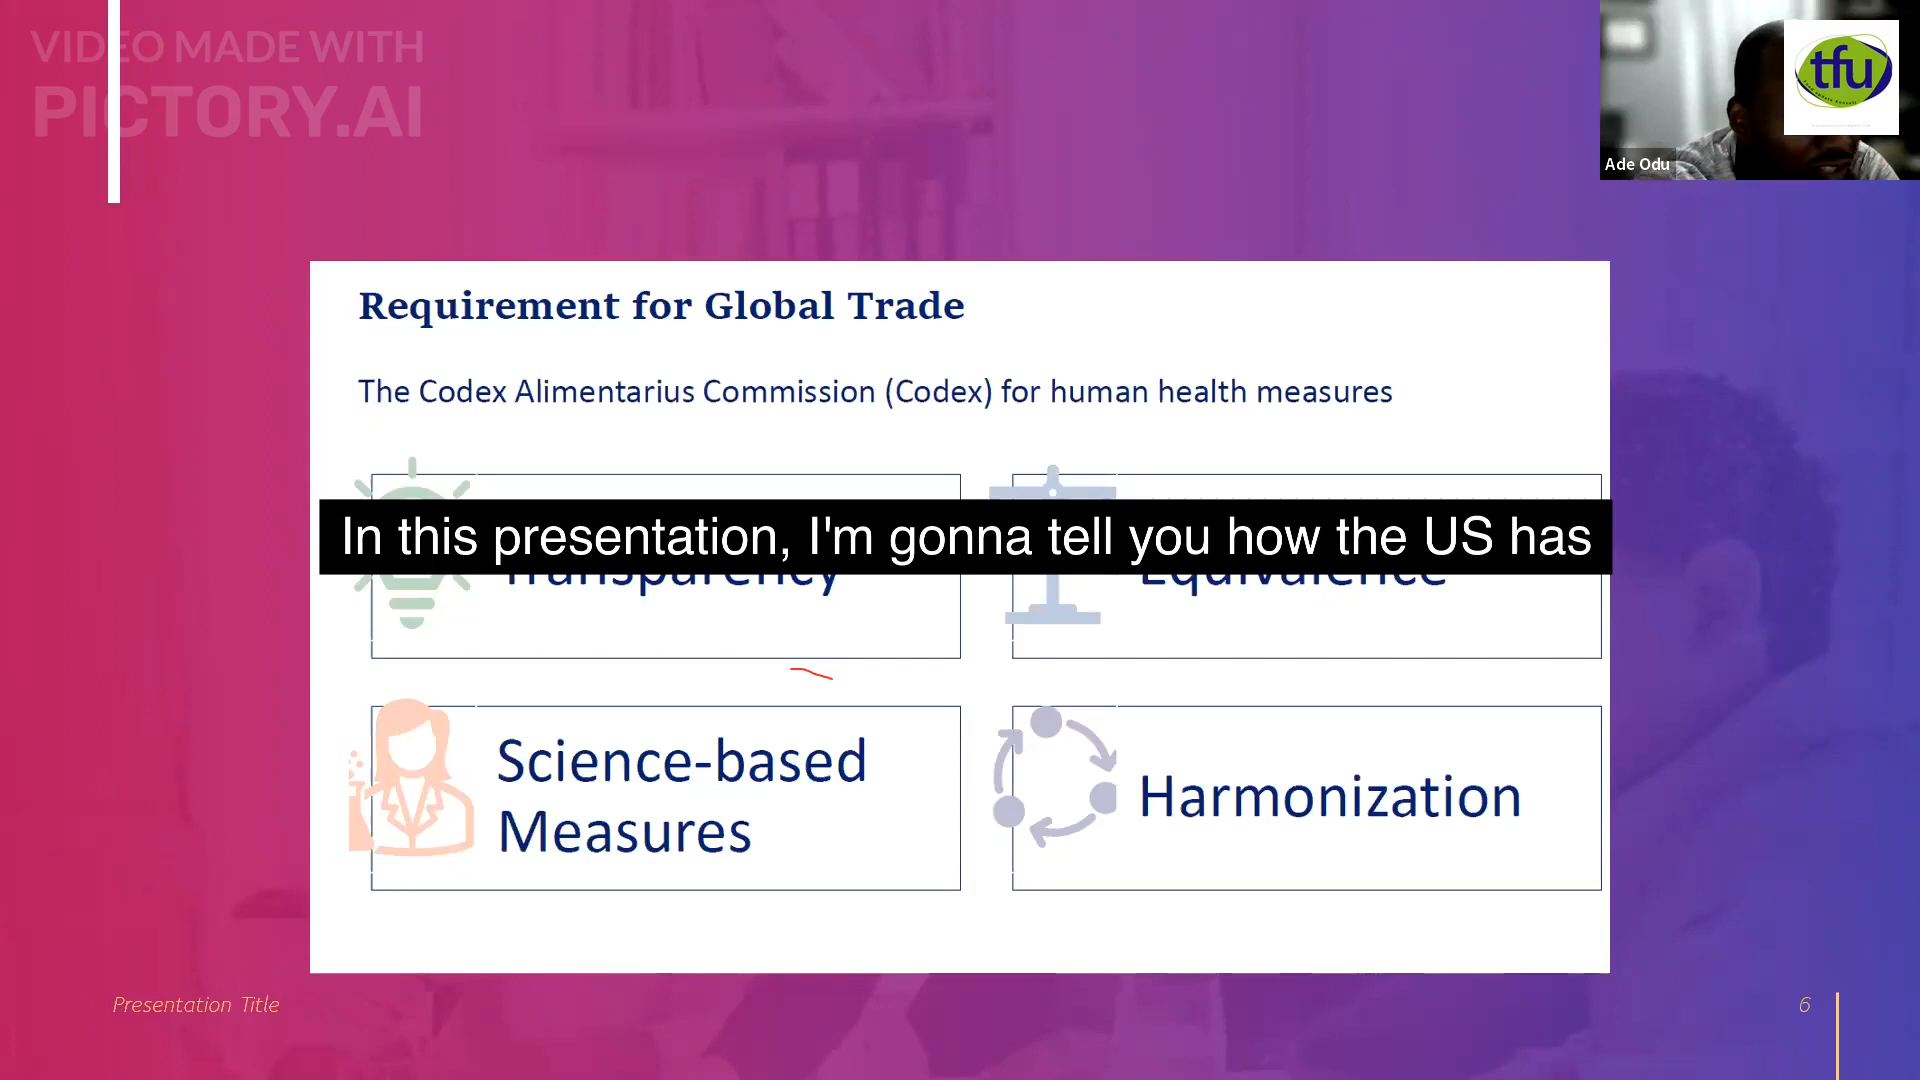 VIDEO MADE WITH
PICTORY.AI
tfu
Ade Odu
Requirement for Global Trade
The Codex Alimentarius Commission (Codex) for human health measures
In this presentation, I'm gonna tell you how the US has
Transparency
Equivalence
Science-based
Measures
Harmonization
Presentation Title
6